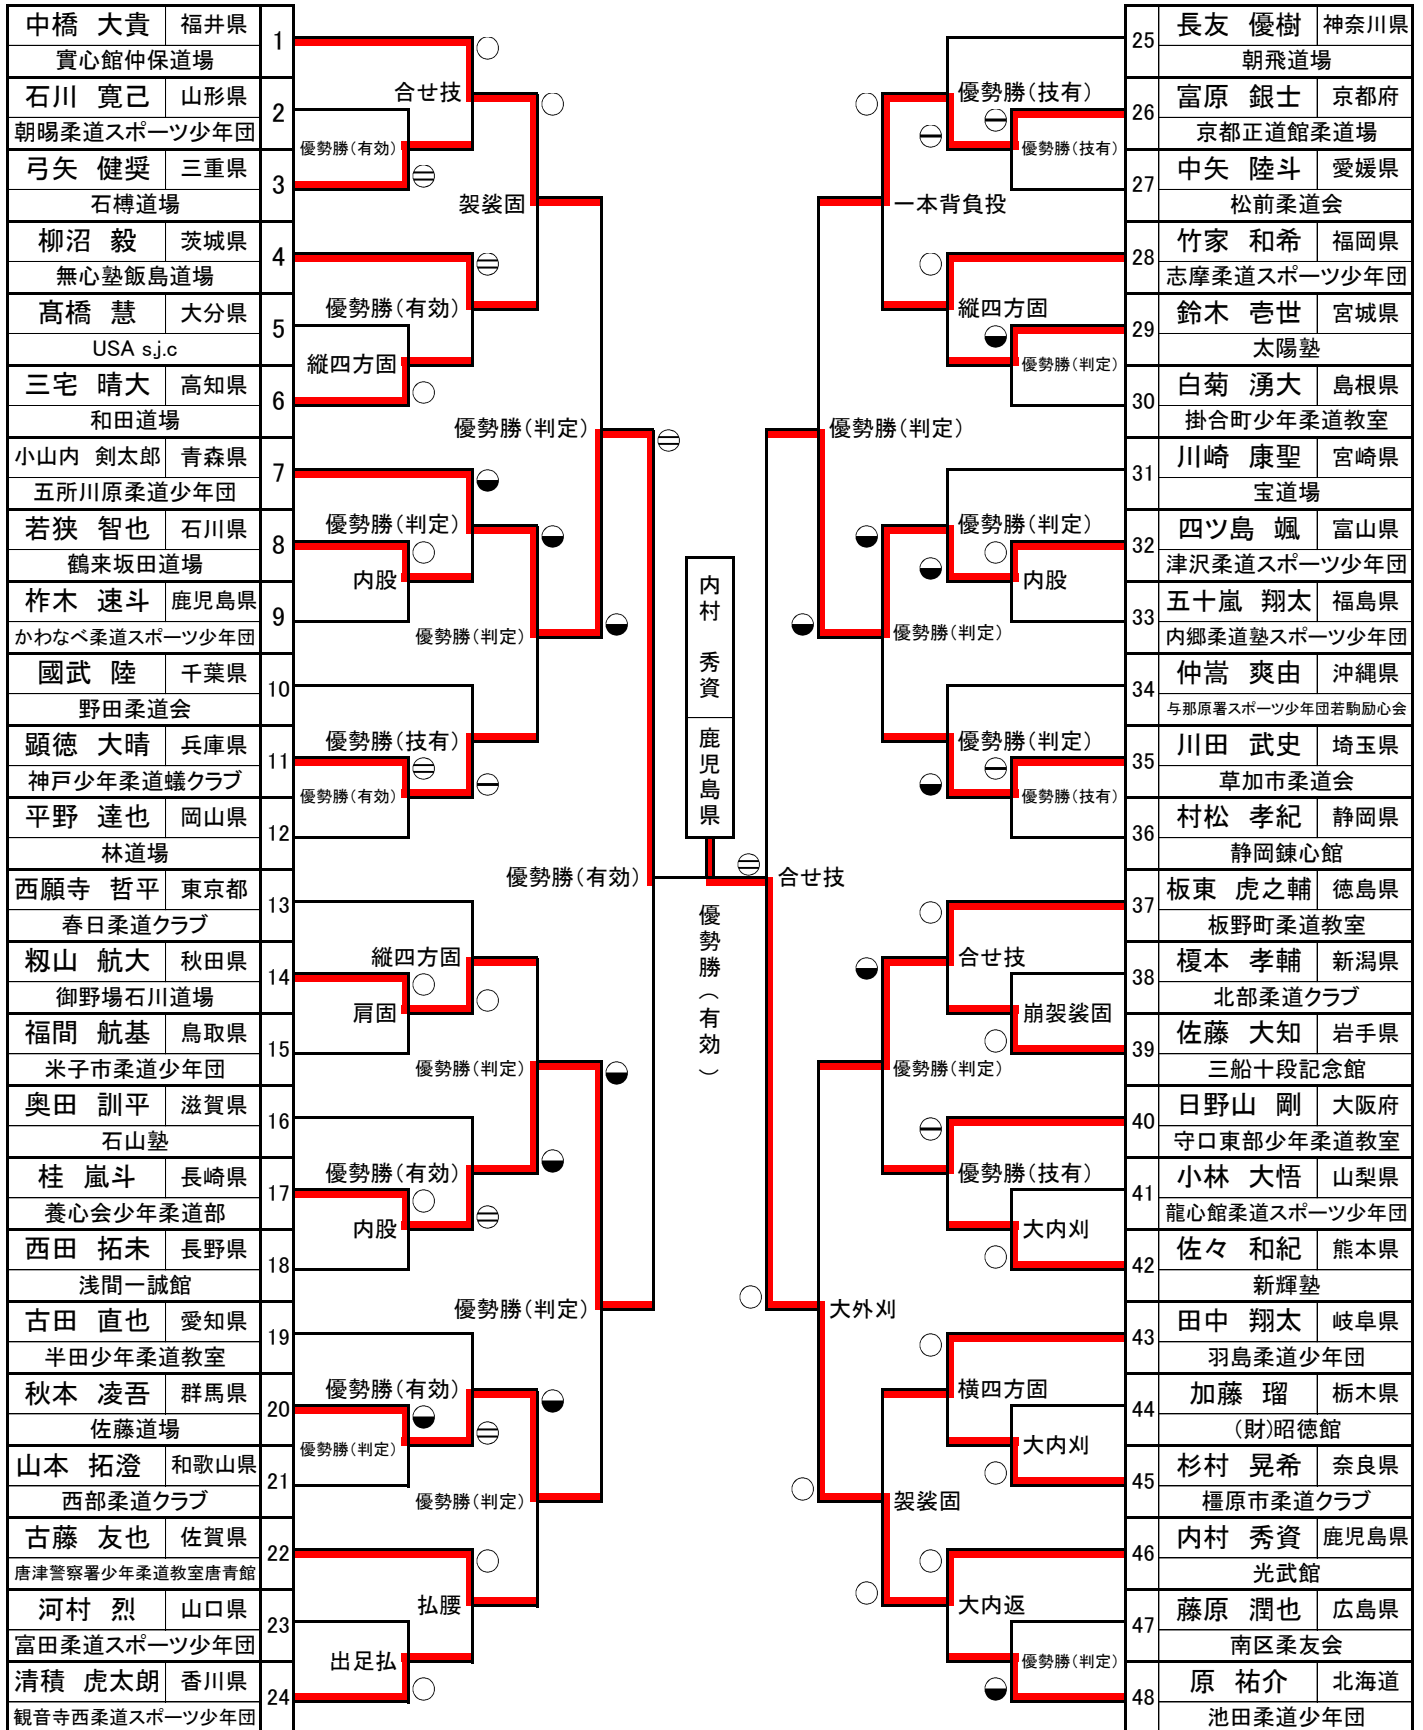 中橋 大貴 福井県 1
實心館仲保道場
石川 寛己 山形県 2
朝暘柔道スポーツ少年団
弓矢 健奨 三重県 3
石榑道場
柳沼 毅 茨城県 4
無心塾飯島道場
髙橋 慧 大分県 5
USA s.j.c
三宅 晴大 高知県 6
和田道場
小山内 剣太郎 青森県 7
五所川原柔道少年団
若狭 智也 石川県 8
鶴来坂田道場
柞木 速斗 鹿児島県 9
かわなべ柔道スポーツ少年団
國武 陸 千葉県 10
野田柔道会
顕徳 大晴 兵庫県 11
神戸少年柔道蟻クラブ
平野 達也 岡山県 12
林道場
西願寺 哲平 東京都 13
春日柔道クラブ
籾山 航大 秋田県 14
御野場石川道場
福間 航基 鳥取県 15
米子市柔道少年団
奥田 訓平 滋賀県 16
石山塾
桂 嵐斗 長崎県 17
養心会少年柔道部
西田 拓未 長野県 18
浅間一誠館
古田 直也 愛知県 19
半田少年柔道教室
秋本 凌吾 群馬県 20
佐藤道場
山本 拓澄 和歌山県 21
西部柔道クラブ
古藤 友也 佐賀県 22
唐津警察署少年柔道教室唐青館
河村 烈 山口県 23
富田柔道スポーツ少年団
清積 虎太朗 香川県 24
観音寺西柔道スポーツ少年団
合せ技
優勢勝(有効)
袈裟固
優勢勝(有効)
縦四方固
優勢勝(判定)
優勢勝(判定)
内股
優勢勝(判定)
優勢勝(技有)
優勢勝(有効)
優勢勝(有効)
縦四方固
肩固
優勢勝(判定)
優勢勝(有効)
内股
優勢勝(判定)
優勢勝(有効)
優勢勝(判定)
優勢勝(判定)
払腰
出足払
内村 秀資 鹿児島県
優勢勝(有効)
優勢勝(技有)
優勢勝(技有)
一本背負投
縦四方固
優勢勝(判定)
優勢勝(判定)
優勢勝(判定)
内股
優勢勝(判定)
優勢勝(判定)
優勢勝(技有)
合せ技
合せ技
崩袈裟固
優勢勝(判定)
優勢勝(技有)
大内刈
大外刈
横四方固
大内刈
袈裟固
大内返
優勢勝(判定)
25 長友 優樹 神奈川県
朝飛道場
26 富原 銀士 京都府
京都正道館柔道場
27 中矢 陸斗 愛媛県
松前柔道会
28 竹家 和希 福岡県
志摩柔道スポーツ少年団
29 鈴木 壱世 宮城県
太陽塾
30 白菊 湧大 島根県
掛合町少年柔道教室
31 川崎 康聖 宮崎県
宝道場
32 四ツ島 颯 富山県
津沢柔道スポーツ少年団
33 五十嵐 翔太 福島県
内郷柔道塾スポーツ少年団
34 仲嵩 爽由 沖縄県
与那原署スポーツ少年団若駒励心会
35 川田 武史 埼玉県
草加市柔道会
36 村松 孝紀 静岡県
静岡錬心館
37 板東 虎之輔 徳島県
板野町柔道教室
38 榎本 孝輔 新潟県
北部柔道クラブ
39 佐藤 大知 岩手県
三船十段記念館
40 日野山 剛 大阪府
守口東部少年柔道教室
41 小林 大悟 山梨県
龍心館柔道スポーツ少年団
42 佐々 和紀 熊本県
新輝塾
43 田中 翔太 岐阜県
羽島柔道少年団
44 加藤 瑠 栃木県
(財)昭徳館
45 杉村 晃希 奈良県
橿原市柔道クラブ
46 内村 秀資 鹿児島県
光武館
47 藤原 潤也 広島県
南区柔友会
48 原 祐介 北海道
池田柔道少年団